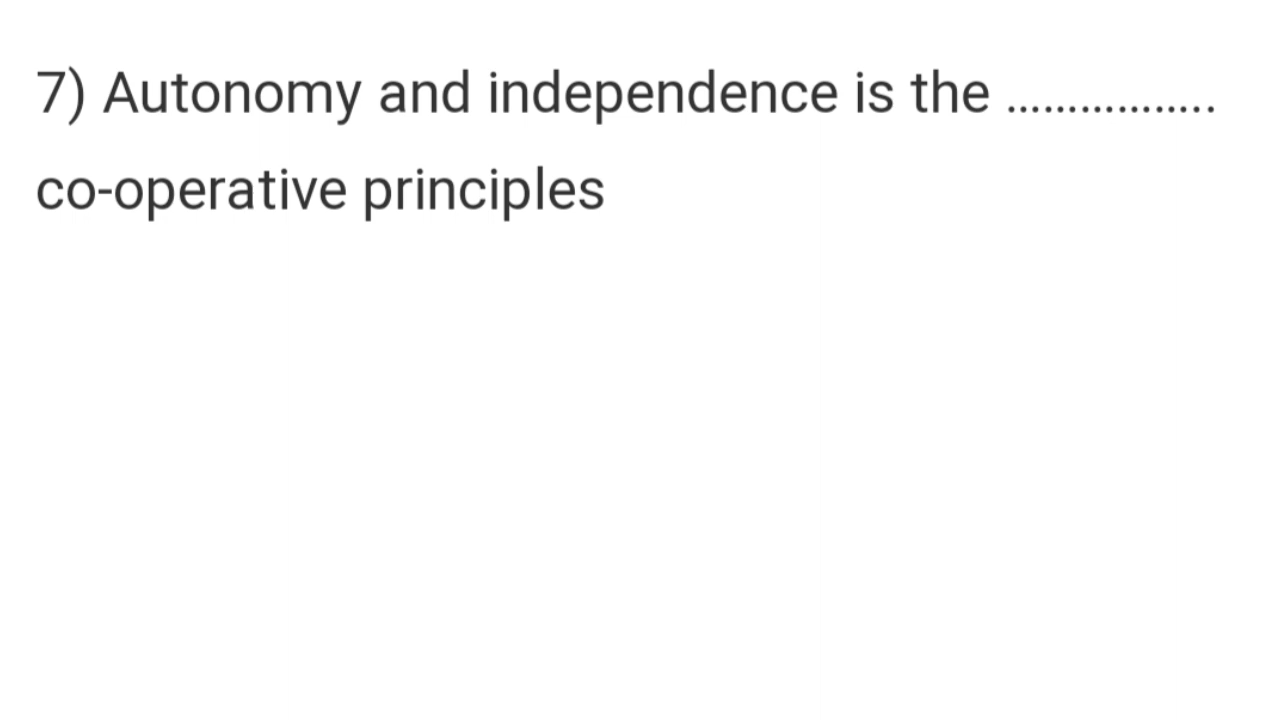 7) Autonomy and independence is the .................
co-operative principles